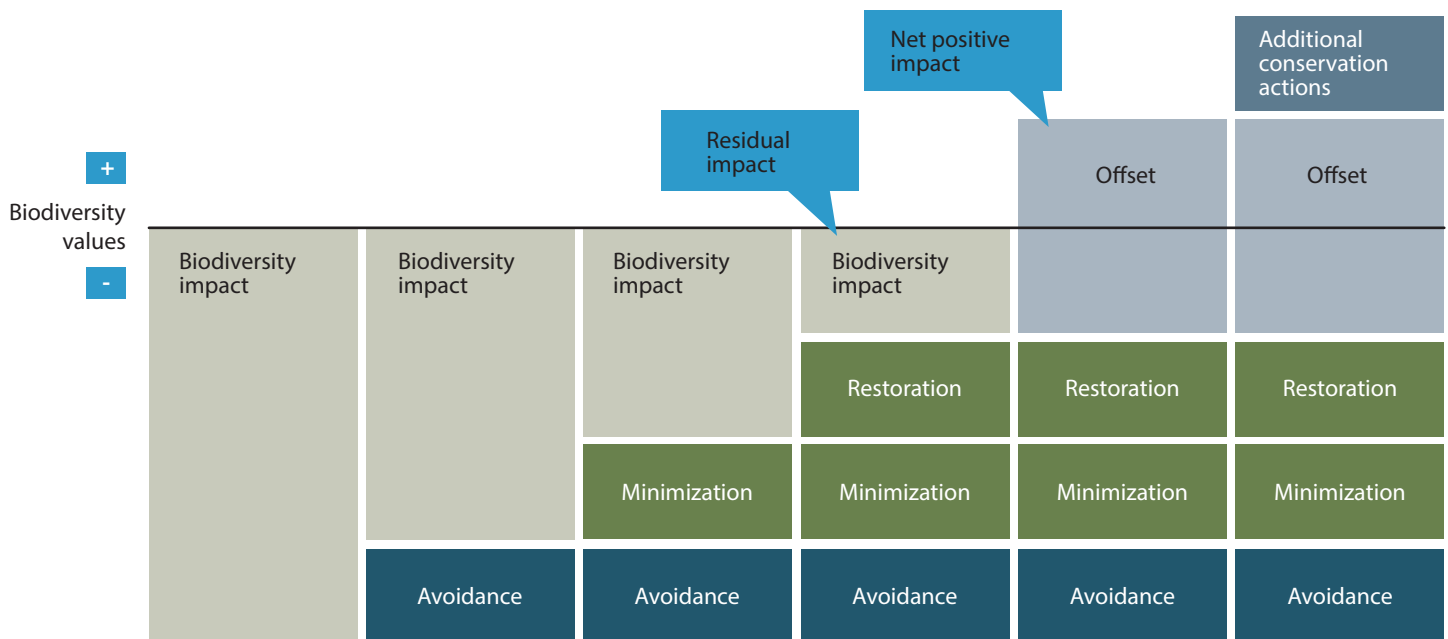 Additional
conservation
actions
Net positive
impact
Residual
impact
+
Biodiversity
values
-
Offset
Offset
Biodiversity
impact
Biodiversity
impact
Biodiversity
impact
Biodiversity
impact
Restoration
Restoration
Restoration
Minimization
Minimization
Minimization
Minimization
Avoidance
Avoidance
Avoidance
Avoidance
Avoidance